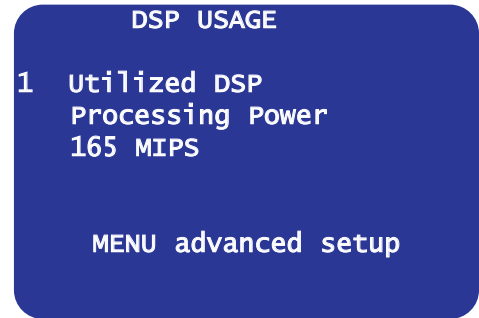 DSP USAGE
1 Utilized DSP
Processing Power
165 MIPS
MENU advanced setup